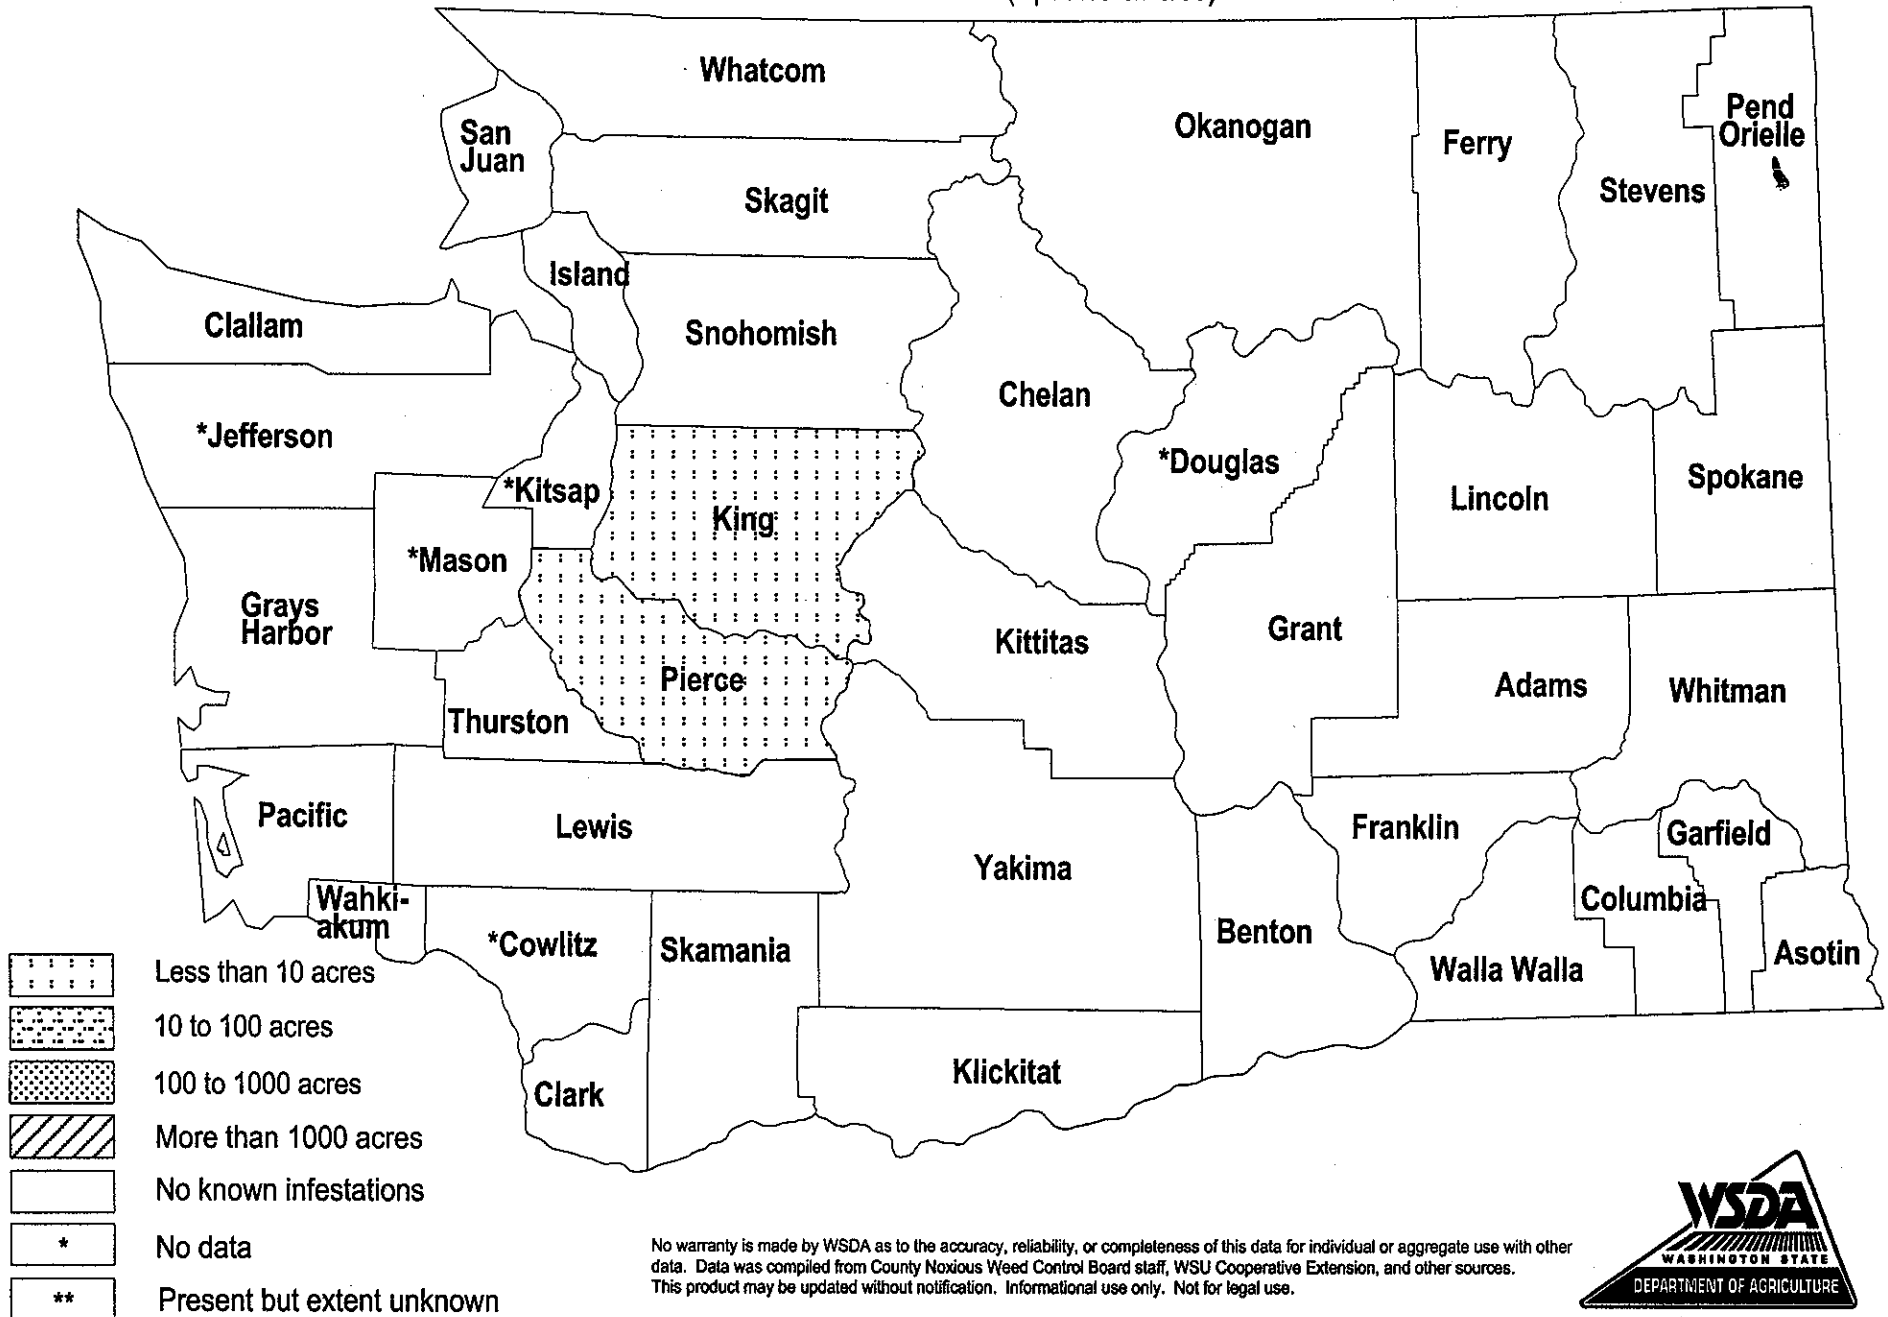 Whatcom
San
Juan
Okanogan
Ferry
Pend
Orielle
Stevens
Skagit
Island
Clallam
Snohomish
Chelan
*Jefferson
*Douglas
*Kitsap
King
Lincoln
Spokane
*Mason
Grays
Harbor
Kittitas
Grant
Pierce
Adams
Whitman
Thurston
Pacific
Lewis
Yakima
Franklin
Garfield
Wahki-
akum
Columbia
*Cowlitz
Skamania
Benton
Walla Walla
Asotin
Clark
Klickitat
Less than 10 acres
10 to 100 acres
100 to 1000 acres
More than 1000 acres
No known infestations
* No data
** Present but extent unknown
No warranty is made by WSDA as to the accuracy, reliability, or completeness of this data for individual or aggregate use with other
data. Data was compiled from County Noxious Weed Control Board staff, WSU Cooperative Extension, and other sources.
This product may be updated without notification. Informational use only. Not for legal use.
WSDA
WASHINGTON STATE
DEPARTMENT OF AGRICULTURE